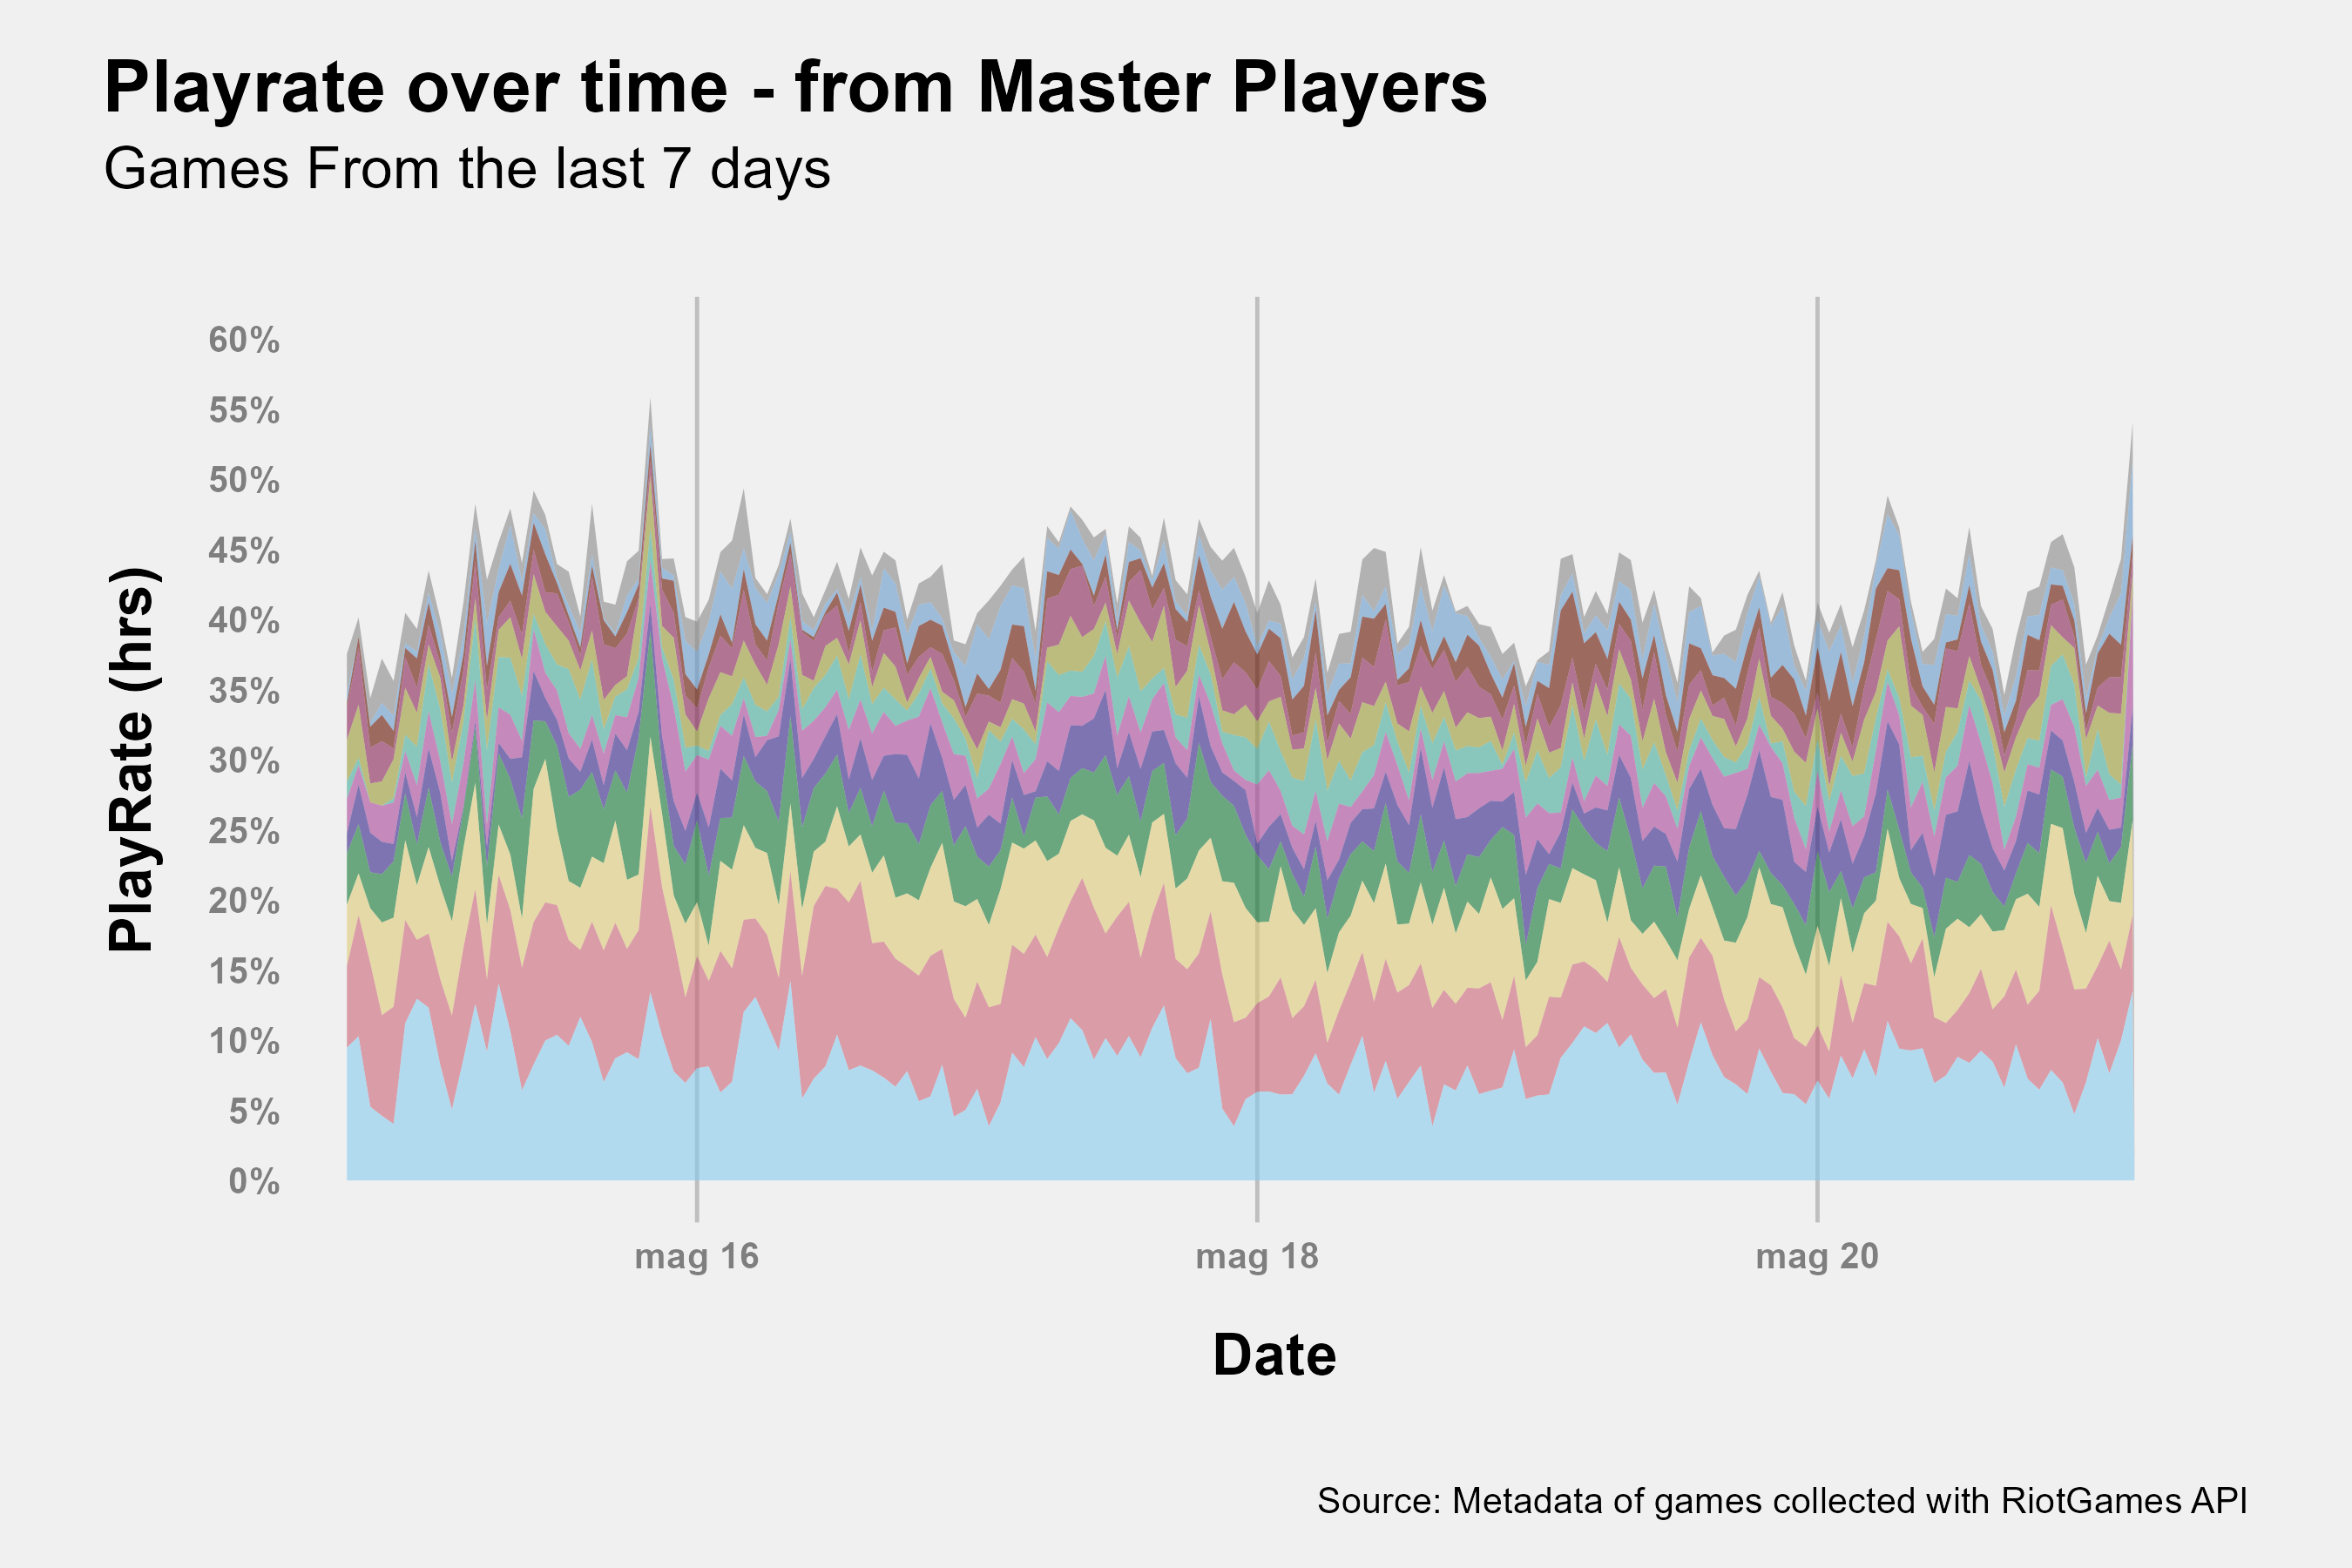 Playrate over time - from Master Players
Games From the last 7 days
PlayRate (hrs)
60%
55%
50%
45%
40%
35%
30%
25%
20%
15%
10%
5%
0%
mag 16
mag 18
mag 20
Date
Source: Metadata of games collected with RiotGames API